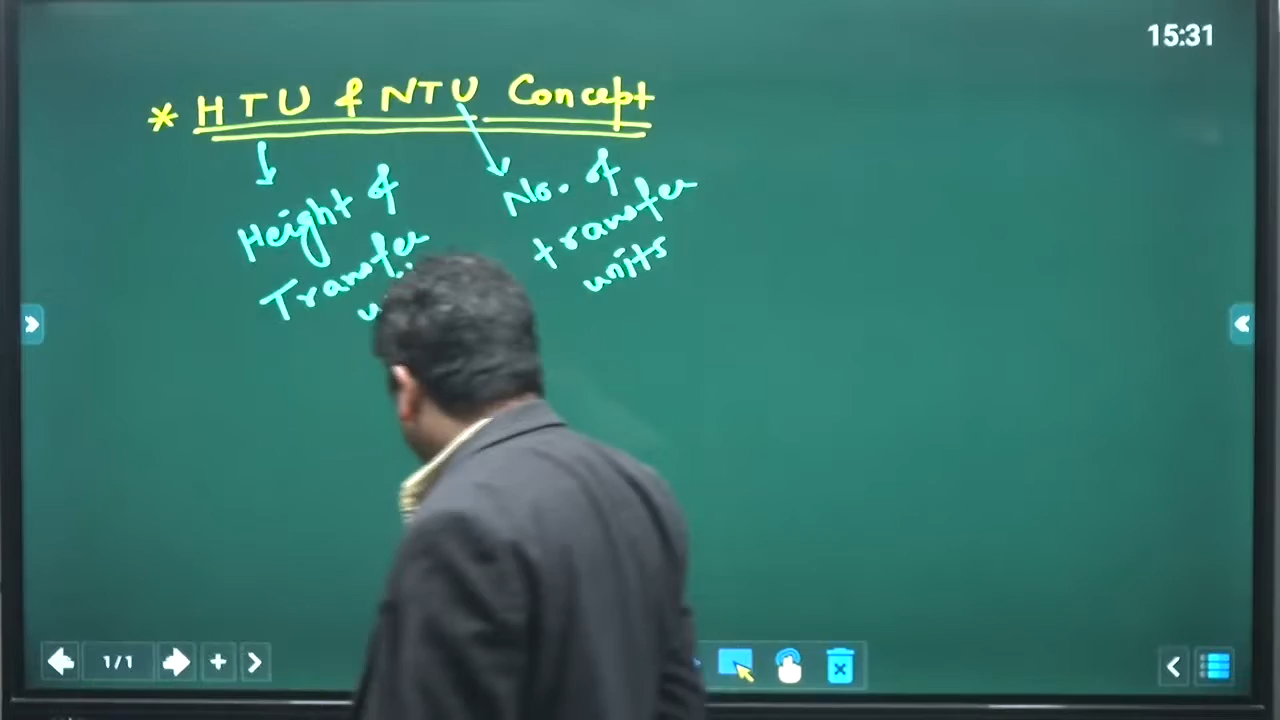 15:31
* HTU & NTU Concept
Height of
Transfer
No. of
transfer
units
1/1